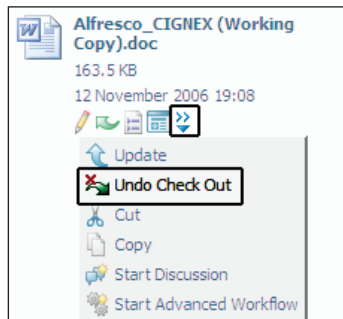 Alfresco_CIGNEX (Working
Copy).doc
163.5 KB
12 November 2006 19:08
Update
Undo Check Out
Cut
Copy
Start Discussion
Start Advanced Workflow